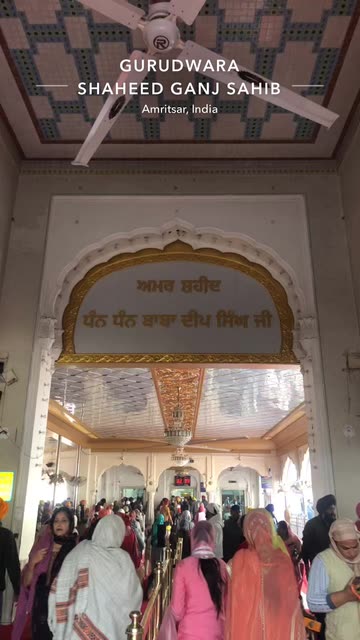 GURUDWARA
SHAHEED GANJ SAHIB
Amritsar, India
ਅਮਰ ਸ਼ਹੀਦ
ਧੰਨ ਧੰਨ ਬਾਬਾ ਦੀਪ ਸਿੰਘ ਜੀ